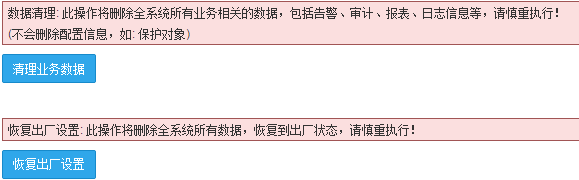 数据清理: 此操作将删除全系统所有业务相关的数据，包括告警、审计、报表、日志信息等，请慎重执行！
(不会删除配置信息，如: 保护对象)
清理业务数据
恢复出厂设置: 此操作将删除全系统所有数据，恢复到出厂状态，请慎重执行！
恢复出厂设置